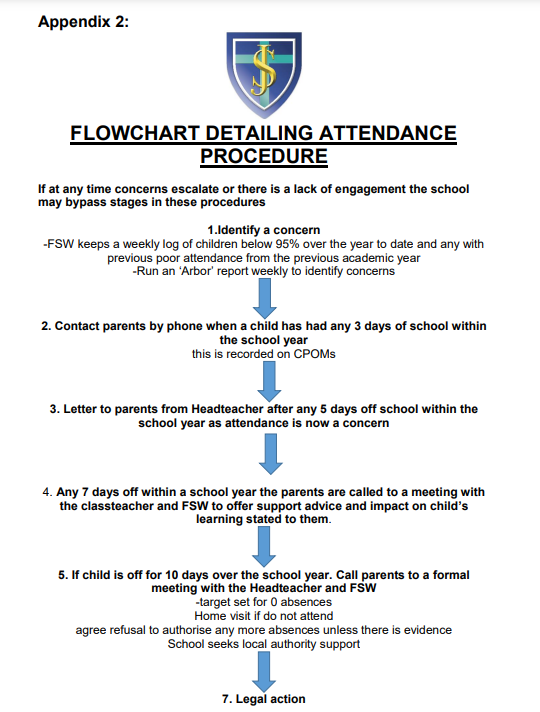 Appendix 2:
FLOWCHART DETAILING ATTENDANCE
PROCEDURE
If at any time concerns escalate or there is a lack of engagement the school
may bypass stages in these procedures
1.Identify a concern
-FSW keeps a weekly log of children below 95% over the year to date and any with
previous poor attendance from the previous academic year
-Run an ‘Arbor’ report weekly to identify concerns
2. Contact parents by phone when a child has had any 3 days of school within
the school year
this is recorded on CPOMs
3. Letter to parents from Headteacher after any 5 days off school within the
school year as attendance is now a concern
4. Any 7 days off within a school year the parents are called to a meeting with
the classteacher and FSW to offer support advice and impact on child’s
learning stated to them.
5. If child is off for 10 days over the school year. Call parents to a formal
meeting with the Headteacher and FSW
-target set for 0 absences
Home visit if do not attend
agree refusal to authorise any more absences unless there is evidence
School seeks local authority support
7. Legal action